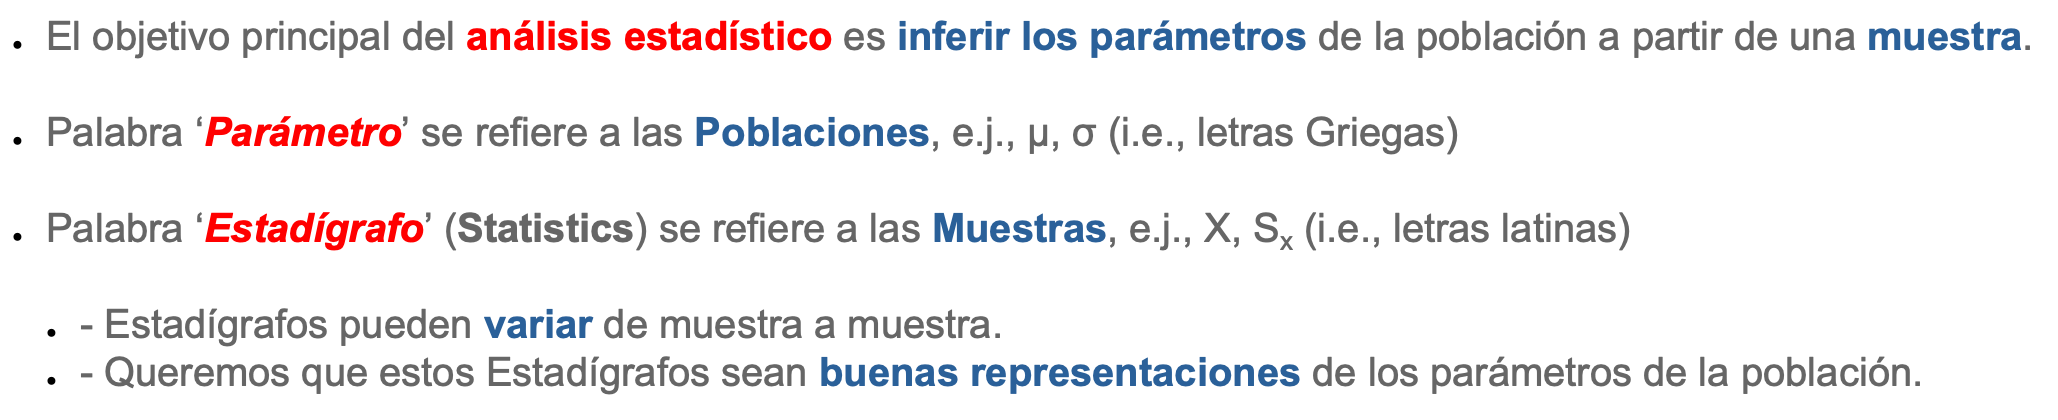 • El objetivo principal del análisis estadístico es inferir los parámetros de la población a partir de una muestra.
• Palabra ‘Parámetro’ se refiere a las Poblaciones, e.j., μ, σ (i.e., letras Griegas)
• Palabra ‘Estadígrafo’ (Statistics) se refiere a las Muestras, e.j., X, Sx (i.e., letras latinas)
• - Estadígrafos pueden variar de muestra a muestra.
• - Queremos que estos Estadígrafos sean buenas representaciones de los parámetros de la población.